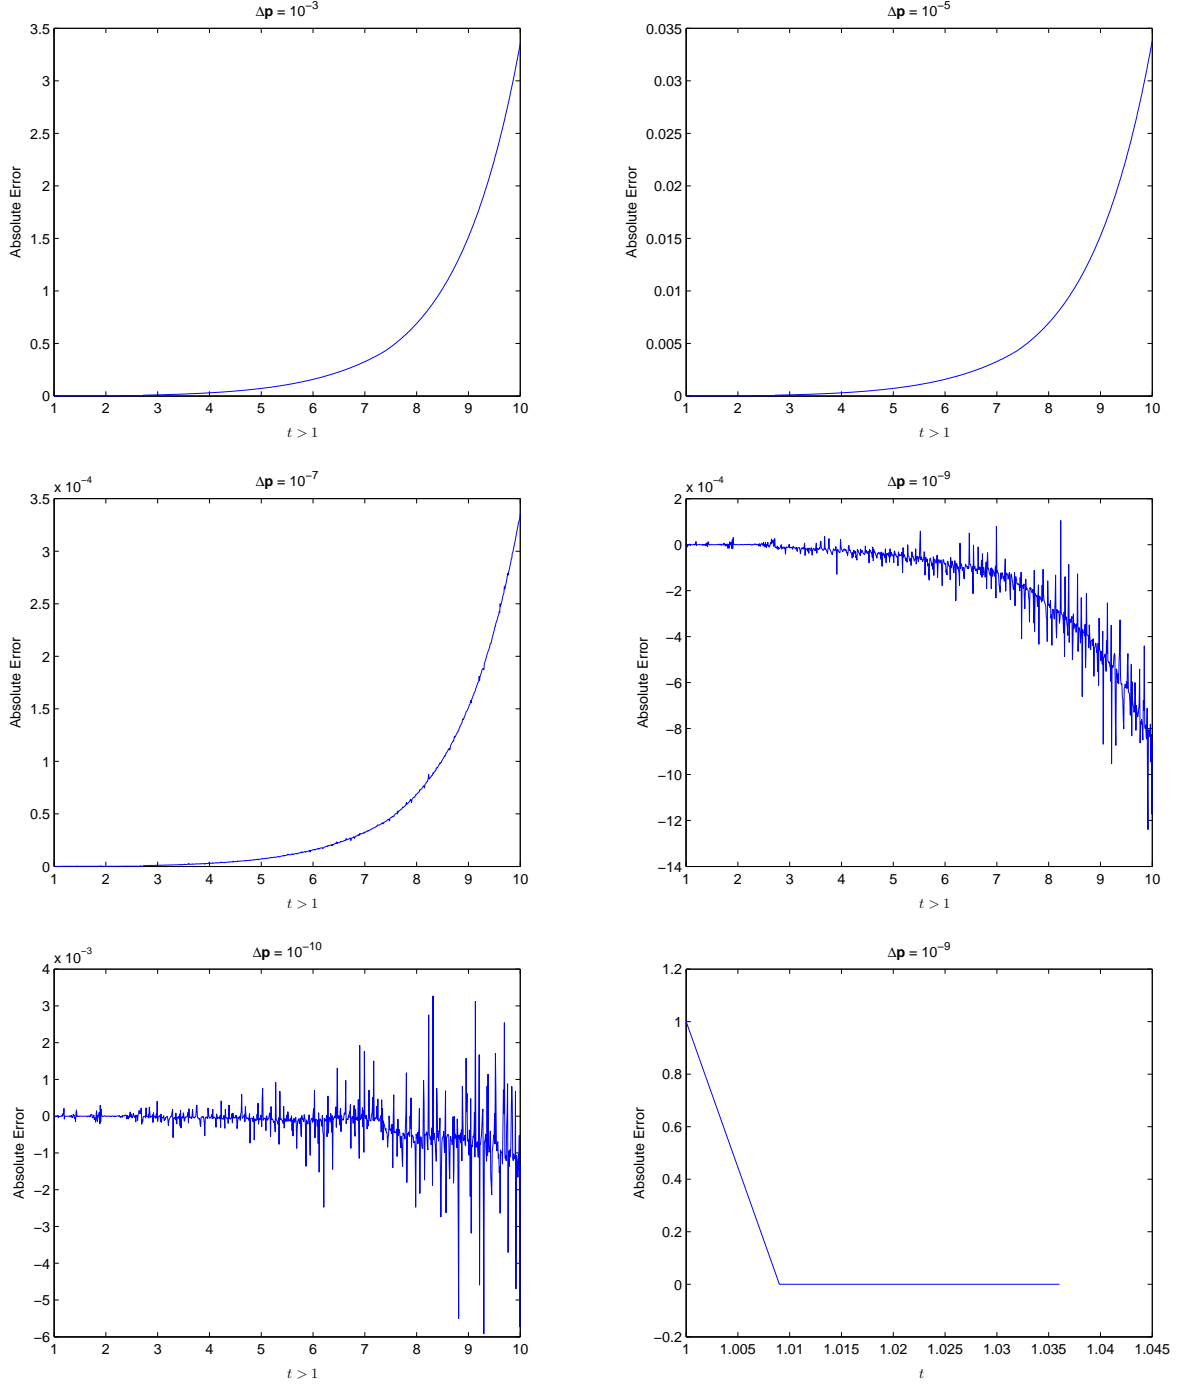 Δp = 10⁻³
3.5
3
2.5
2
1.5
1
0.5
0
Absolute Error
1 2 3 4 5 6 7 8 9 10
t > 1
Δp = 10⁻⁵
0.035
0.03
0.025
0.02
0.015
0.01
0.005
0
Absolute Error
1 2 3 4 5 6 7 8 9 10
t > 1
x 10⁻⁴
Δp = 10⁻⁷
3.5
3
2.5
2
1.5
1
0.5
0
Absolute Error
1 2 3 4 5 6 7 8 9 10
t > 1
x 10⁻⁴
Δp = 10⁻⁹
2
0
−2
−4
−6
−8
−10
−12
−14
Absolute Error
1 2 3 4 5 6 7 8 9 10
t > 1
x 10⁻³
Δp = 10⁻¹⁰
4
3
2
1
0
−1
−2
−3
−4
−5
−6
Absolute Error
1 2 3 4 5 6 7 8 9 10
t > 1
Δp = 10⁻⁹
1.2
1
0.8
0.6
0.4
0.2
0
−0.2
Absolute Error
1 1.005 1.01 1.015 1.02 1.025 1.03 1.035 1.04 1.045
t